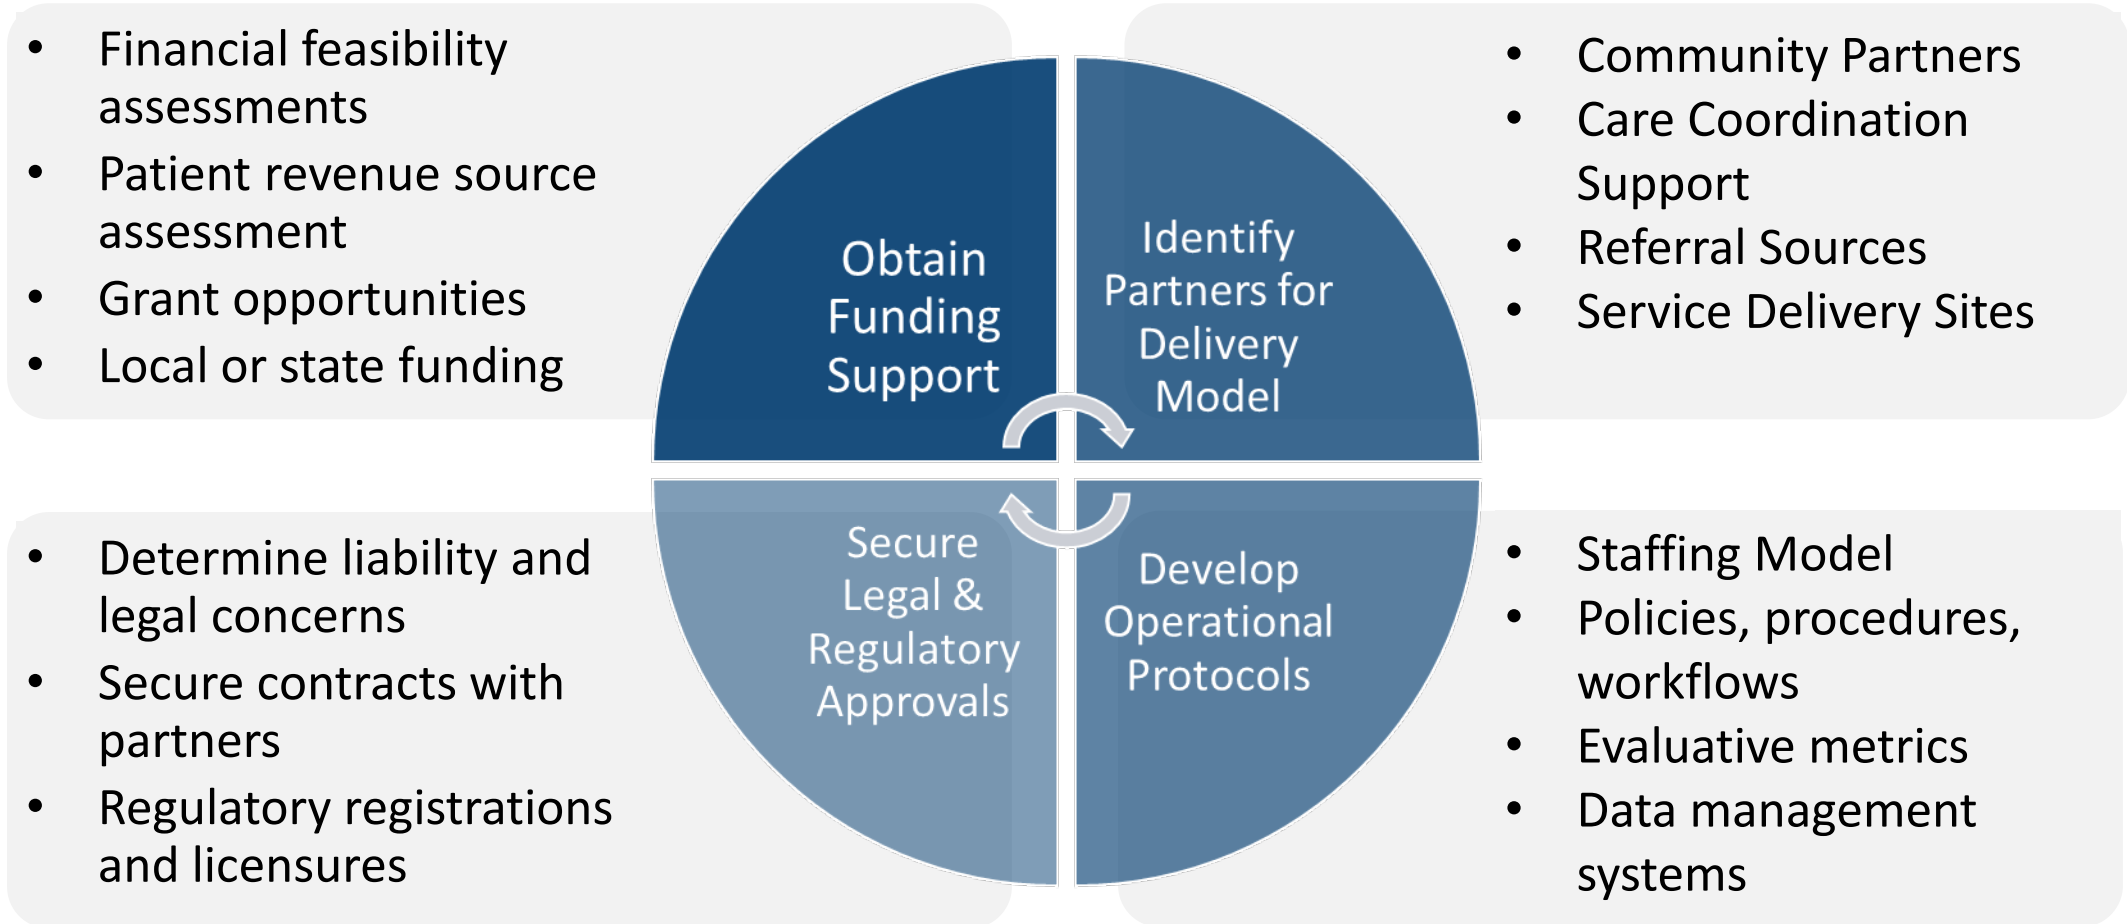 • Financial feasibility
assessments
• Patient revenue source
assessment
• Grant opportunities
• Local or state funding
Obtain
Funding
Support
Identify
Partners for
Delivery
Model
• Community Partners
• Care Coordination
Support
• Referral Sources
• Service Delivery Sites
• Determine liability and
legal concerns
• Secure contracts with
partners
• Regulatory registrations
and licensures
Secure
Legal &
Regulatory
Approvals
Develop
Operational
Protocols
• Staffing Model
• Policies, procedures,
workflows
• Evaluative metrics
• Data management
systems